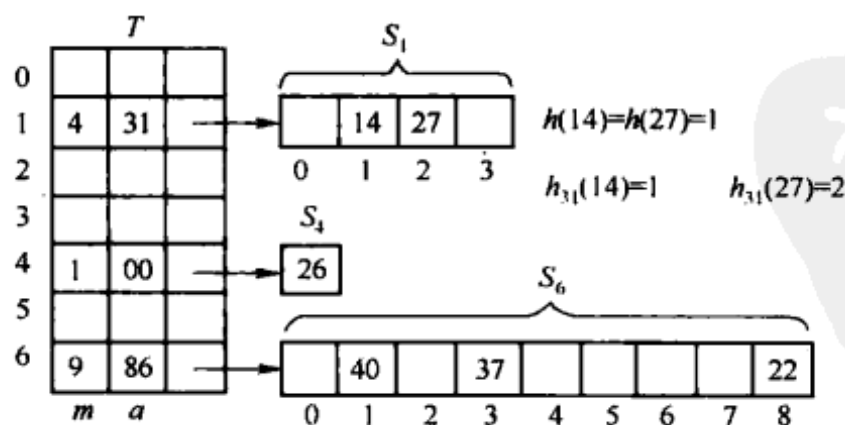 T
S₁
0
1 4 31 14 27 h(14)=h(27)=1
0 1 2 3
2
h₃₁(14)=1 h₃₁(27)=2
3
S₄
4 1 00 26
S₆
5
6 9 86 40 37 22
m a 0 1 2 3 4 5 6 7 8